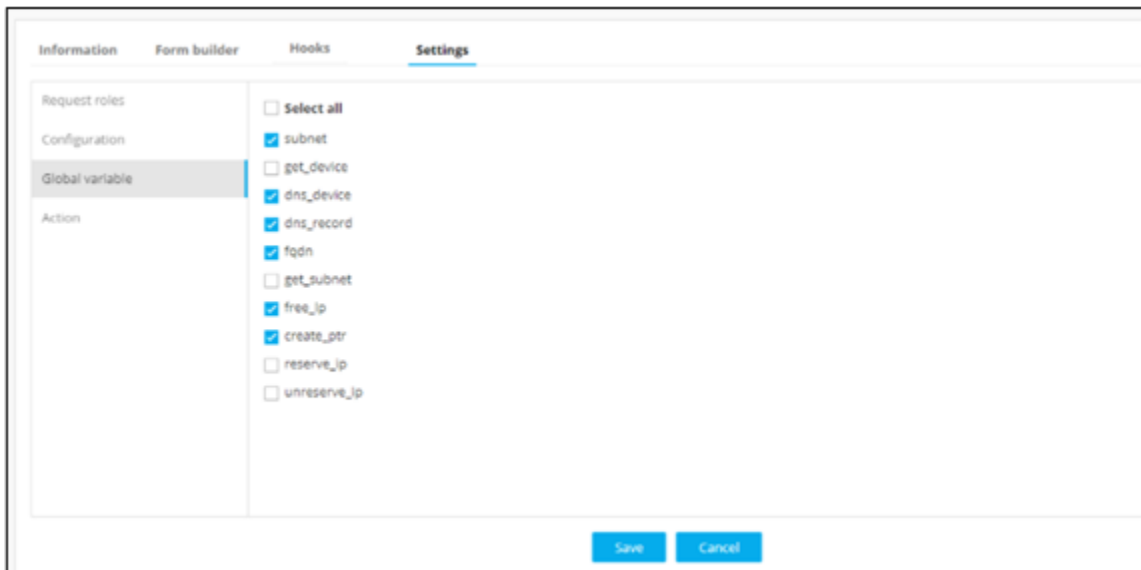 Information Form builder Hooks Settings
Request roles
Configuration
Global variable
Action
Select all
subnet
get_device
dns_device
dns_record
fqdn
get_subnet
free_ip
create_ptr
reserve_ip
unreserve_ip
Save Cancel